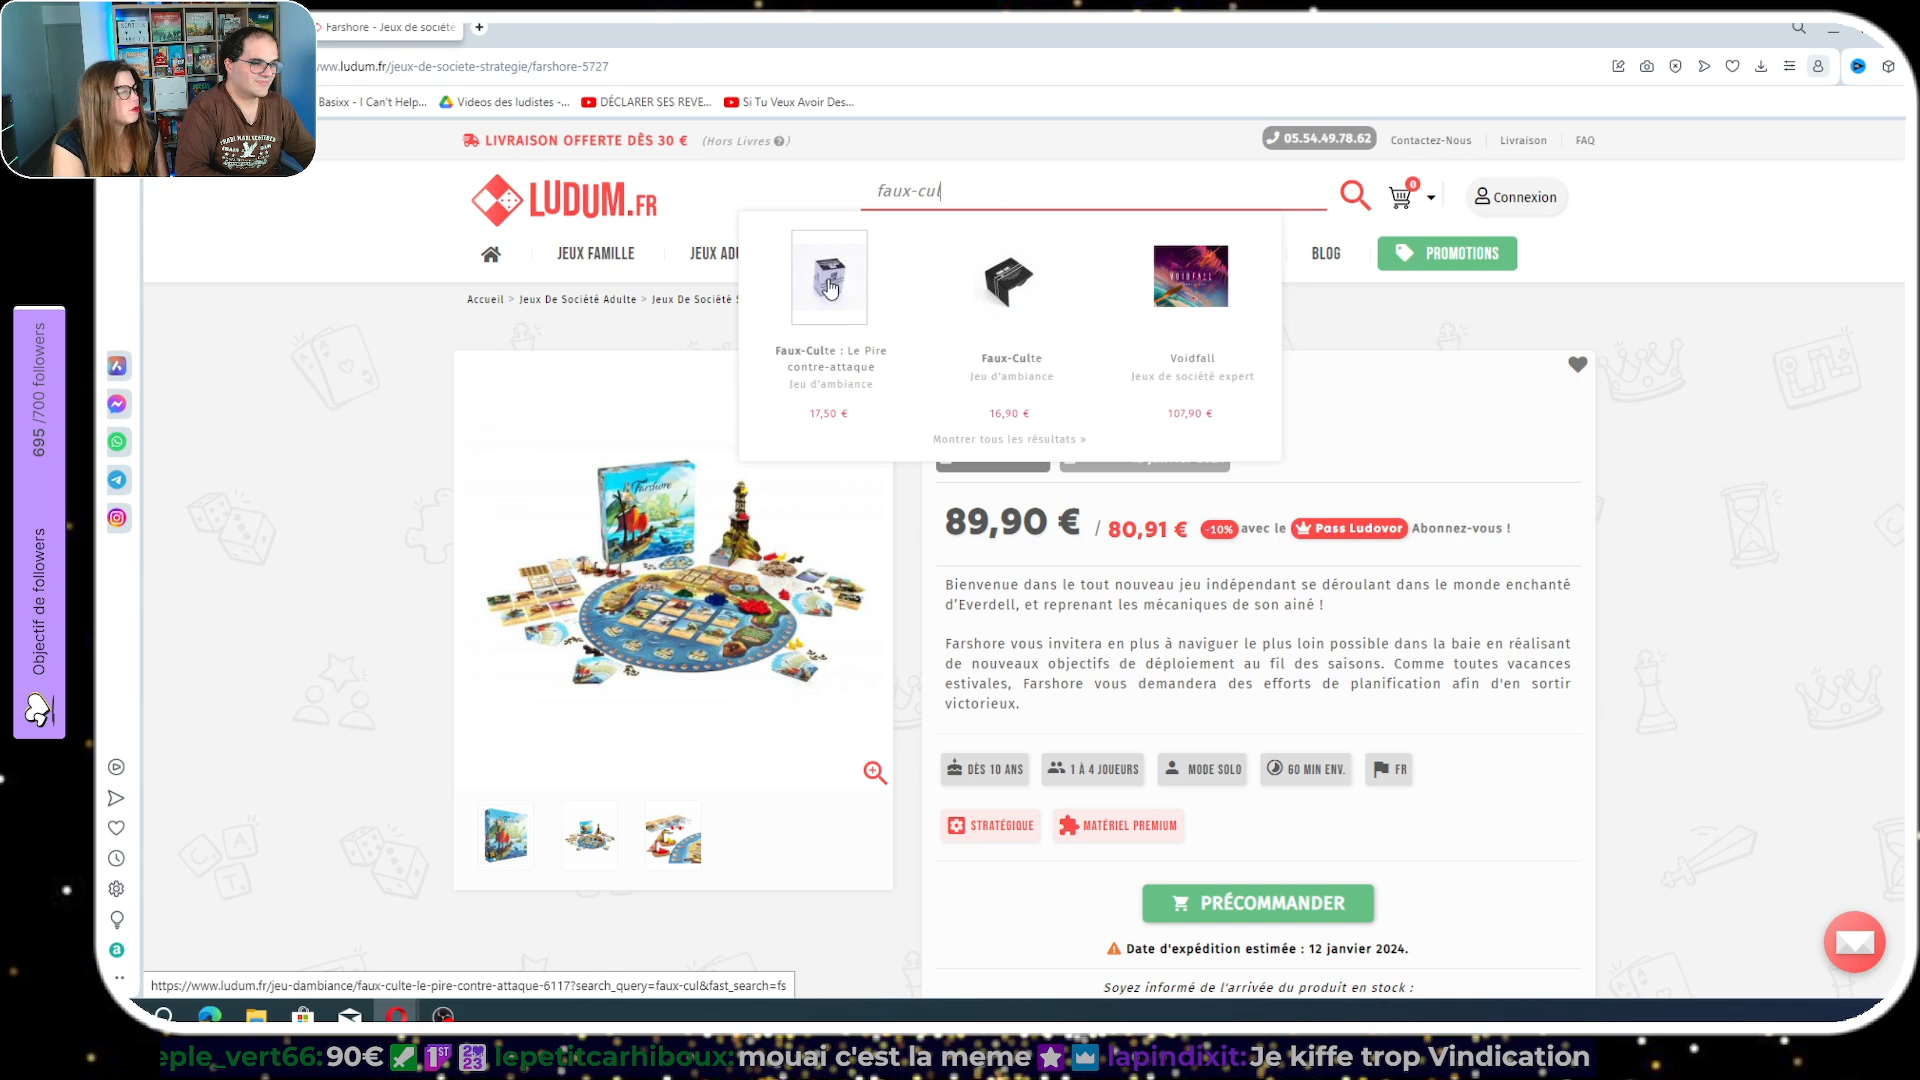 Farshore - Jeux de société
www.ludum.fr/jeux-de-societe-strategie/farshore-5727
Basixx - I Can't Help...
Videos des ludistes -...
DÉCLARER SES REVE...
Si Tu Veux Avoir Des...
LIVRAISON OFFERTE DÈS 30 € (Hors Livres ?)
05.54.49.78.62
Contactez-Nous
Livraison
FAQ
LUDUM.FR
faux-cul
0
Connexion
JEUX FAMILLE
JEUX ADU
BLOG
PROMOTIONS
Accueil > Jeux De Société Adulte > Jeux De Société S
VOIDFALL
Faux-Culte : Le Pire
contre-attaque
Jeu d'ambiance
17,50 €
Faux-Culte
Jeu d'ambiance
16,90 €
Voidfall
Jeux de société expert
107,90 €
Montrer tous les résultats »
Farshore
89,90 € / 80,91 € -10% avec le Pass Ludovor Abonnez-vous !
Bienvenue dans le tout nouveau jeu indépendant se déroulant dans le monde enchanté
d'Everdell, et reprenant les mécaniques de son ainé !
Farshore vous invitera en plus à naviguer le plus loin possible dans la baie en réalisant
de nouveaux objectifs de déploiement au fil des saisons. Comme toutes vacances
estivales, Farshore vous demandera des efforts de planification afin d'en sortir
victorieux.
DÈS 10 ANS
1 À 4 JOUEURS
MODE SOLO
60 MIN ENV.
FR
STRATÉGIQUE
MATÉRIEL PREMIUM
PRÉCOMMANDER
Date d'expédition estimée : 12 janvier 2024.
Soyez informé de l'arrivée du produit en stock :
https://www.ludum.fr/jeu-dambiance/faux-culte-le-pire-contre-attaque-6117?search_query=faux-cul&fast_search=fs
Objectif de followers
695 /700 followers
eple_vert66: 90€ 1ST 2023 lepetitcarhiboux: mouai c'est la meme lapindixit: Je kiffe trop Vindication